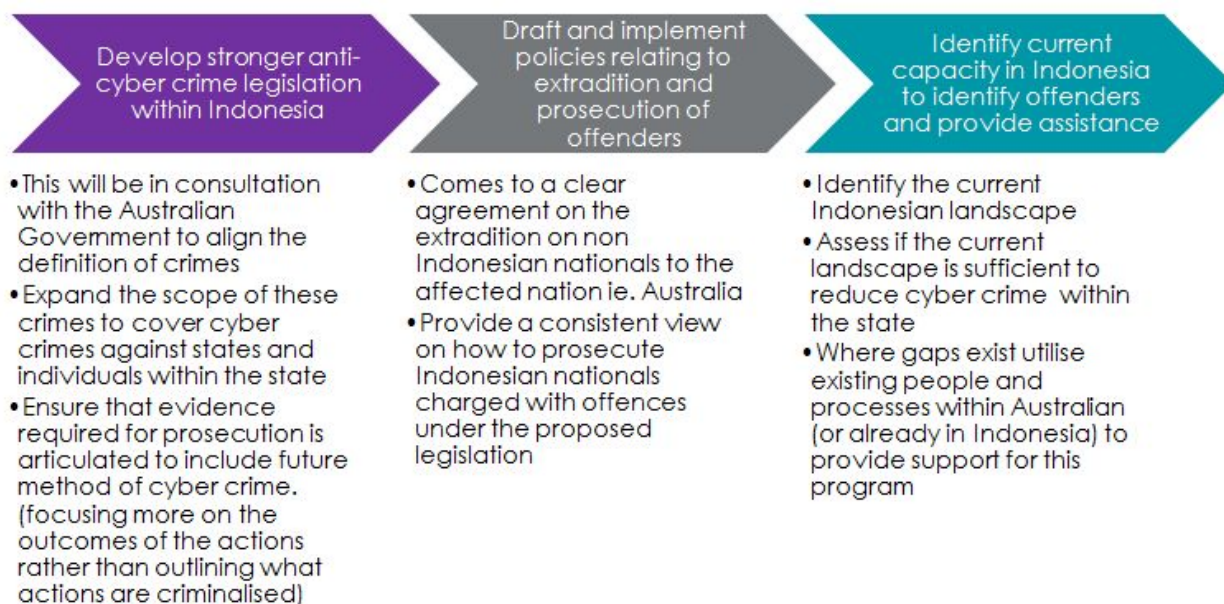 Develop stronger anti-
cyber crime legislation
within Indonesia
•This will be in consultation
with the Australian
Government to align the
definition of crimes
•Expand the scope of these
crimes to cover cyber
crimes against states and
individuals within the state
•Ensure that evidence
required for prosecution is
articulated to include future
method of cyber crime.
(focusing more on the
outcomes of the actions
rather than outlining what
actions are criminalised)
Draft and implement
policies relating to
extradition and
prosecution of
offenders
•Comes to a clear
agreement on the
extradition on non
Indonesian nationals to the
affected nation ie. Australia
•Provide a consistent view
on how to prosecute
Indonesian nationals
charged with offences
under the proposed
legislation
Identify current
capacity in Indonesia
to identify offenders
and provide assistance
•Identify the current
Indonesian landscape
•Assess if the current
landscape is sufficient to
reduce cyber crime within
the state
•Where gaps exist utilise
existing people and
processes within Australian
(or already in Indonesia) to
provide support for this
program